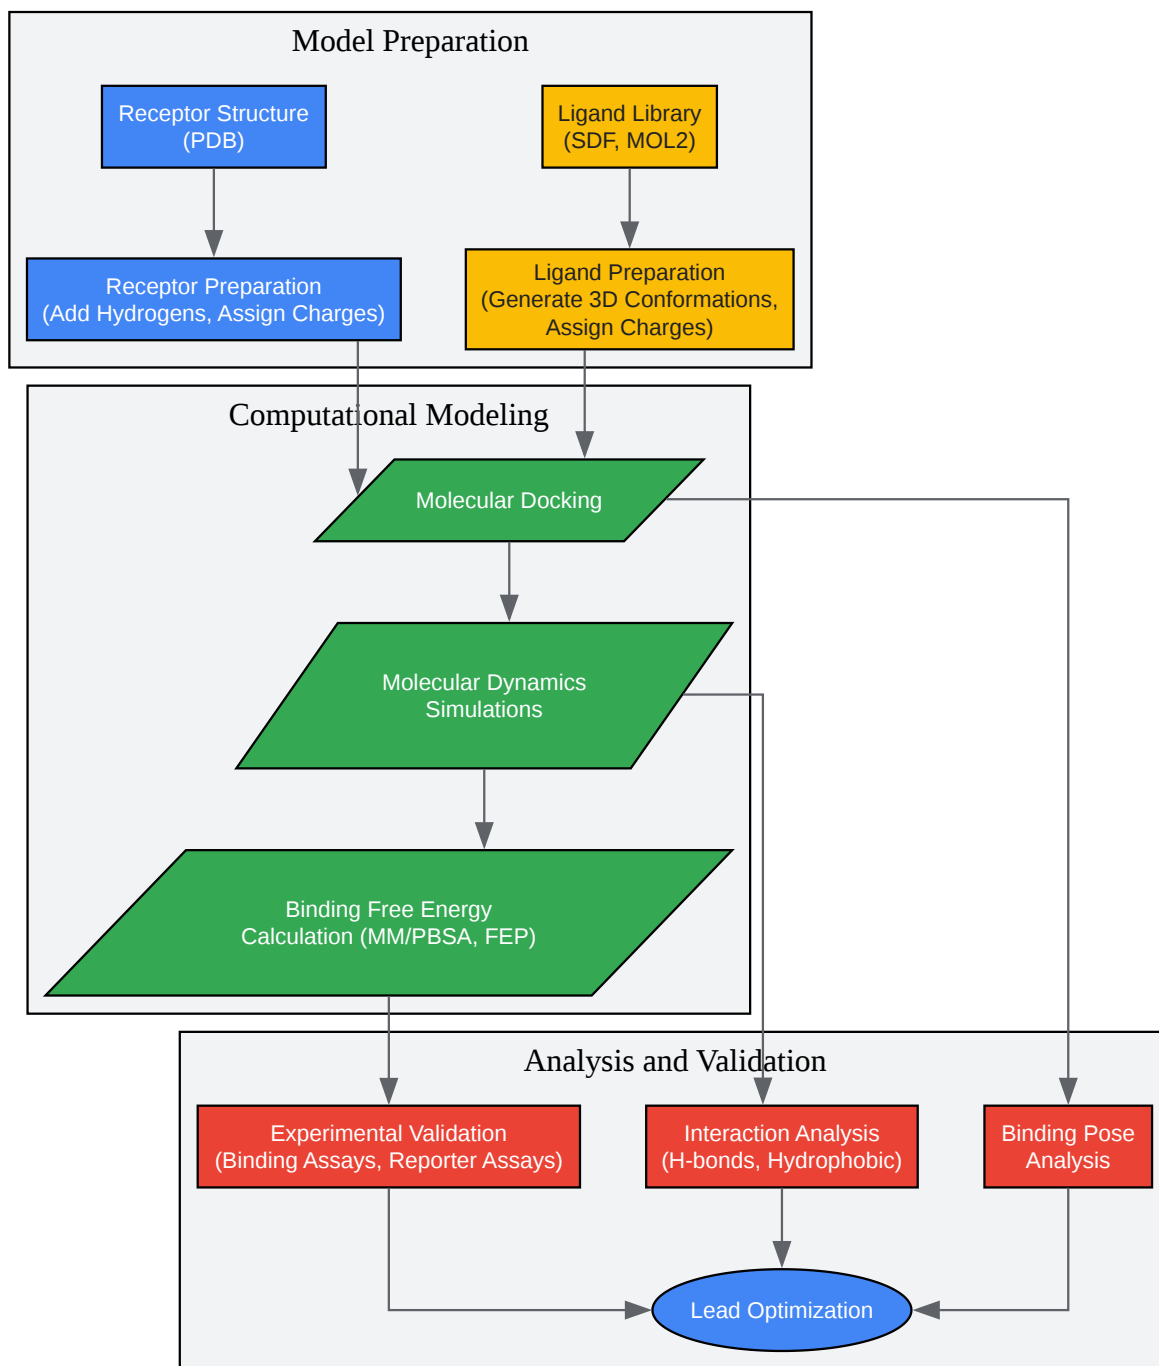 Model Preparation
Receptor Structure
(PDB)
Ligand Library
(SDF, MOL2)
Receptor Preparation
(Add Hydrogens, Assign Charges)
Ligand Preparation
(Generate 3D Conformations,
Assign Charges)
Computational Modeling
Molecular Docking
Molecular Dynamics
Simulations
Binding Free Energy
Calculation (MM/PBSA, FEP)
Analysis and Validation
Experimental Validation
(Binding Assays, Reporter Assays)
Interaction Analysis
(H-bonds, Hydrophobic)
Binding Pose
Analysis
Lead Optimization